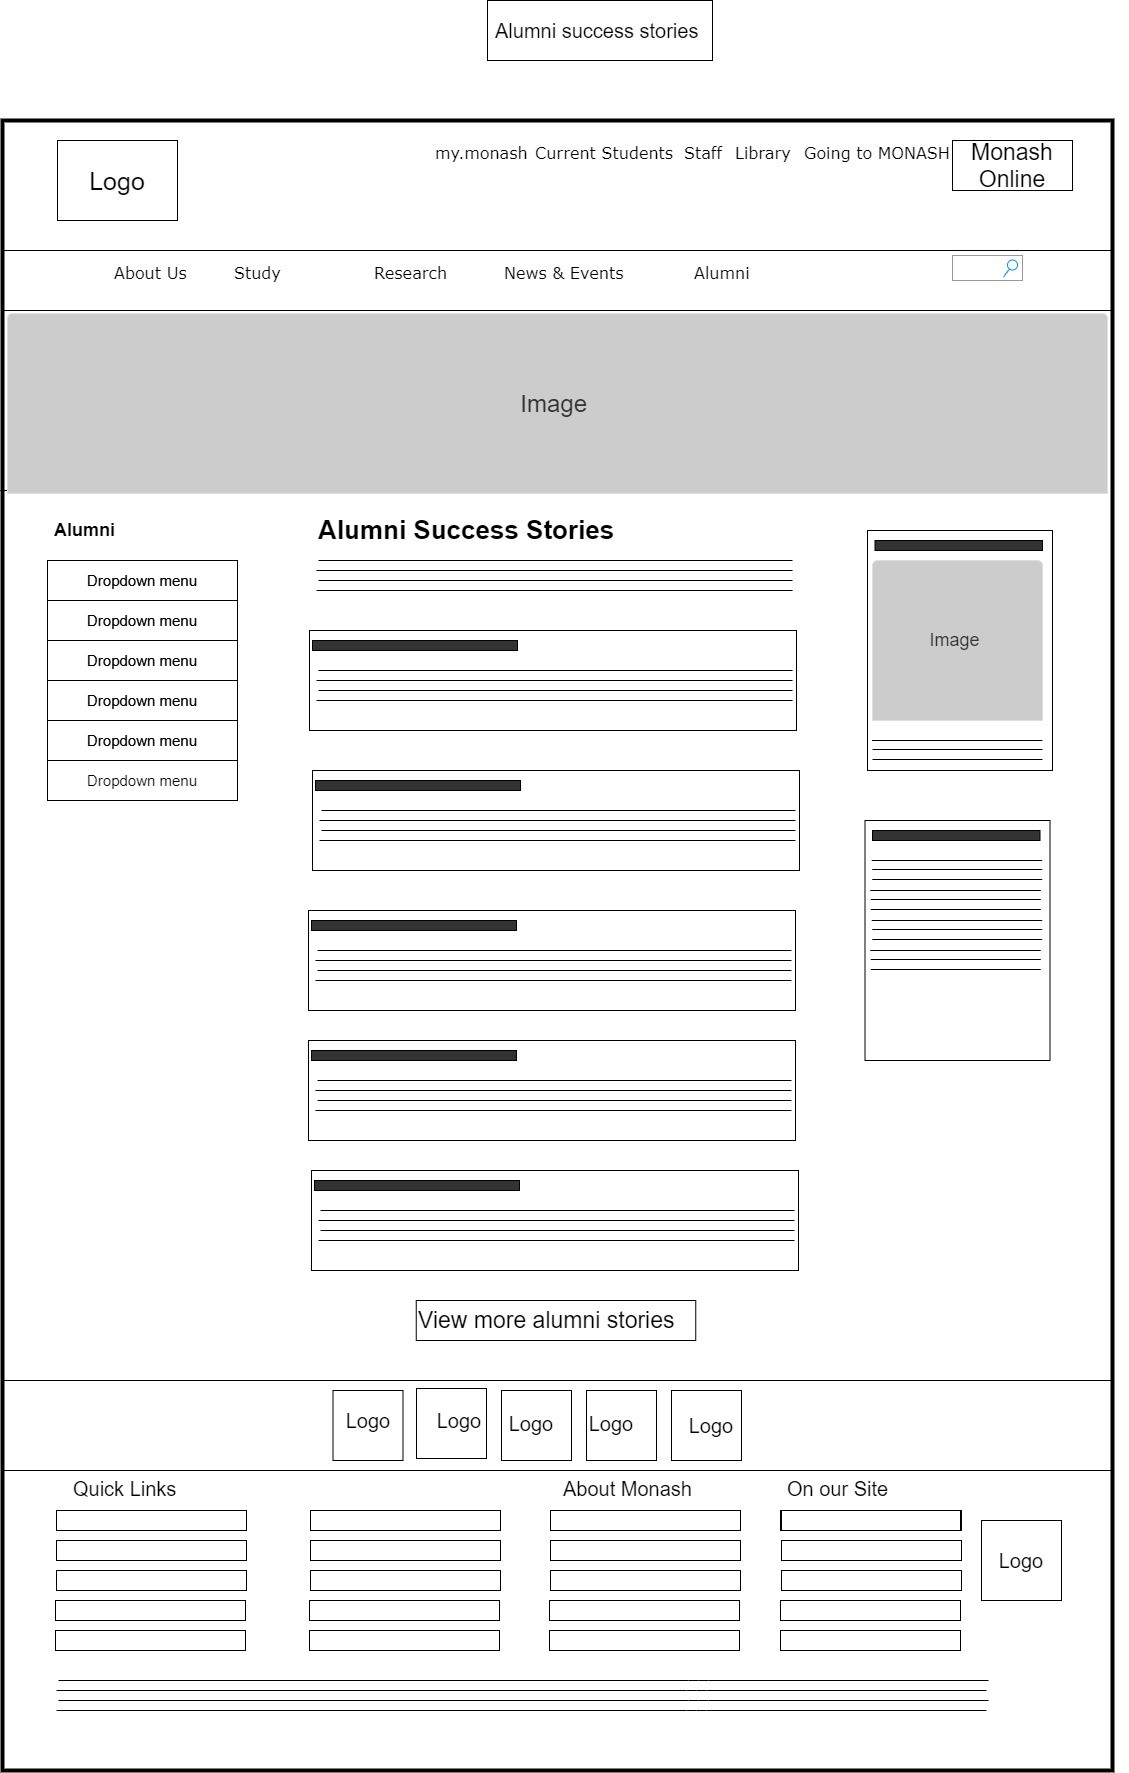 Alumni success stories
Logo
my.monash Current Students Staff Library Going to MONASH
Monash
Online
About Us Study Research News & Events Alumni
Image
Alumni
Dropdown menu
Dropdown menu
Dropdown menu
Dropdown menu
Dropdown menu
Dropdown menu
Alumni Success Stories
Image
View more alumni stories
Logo Logo Logo Logo Logo
Quick Links About Monash On our Site
Logo